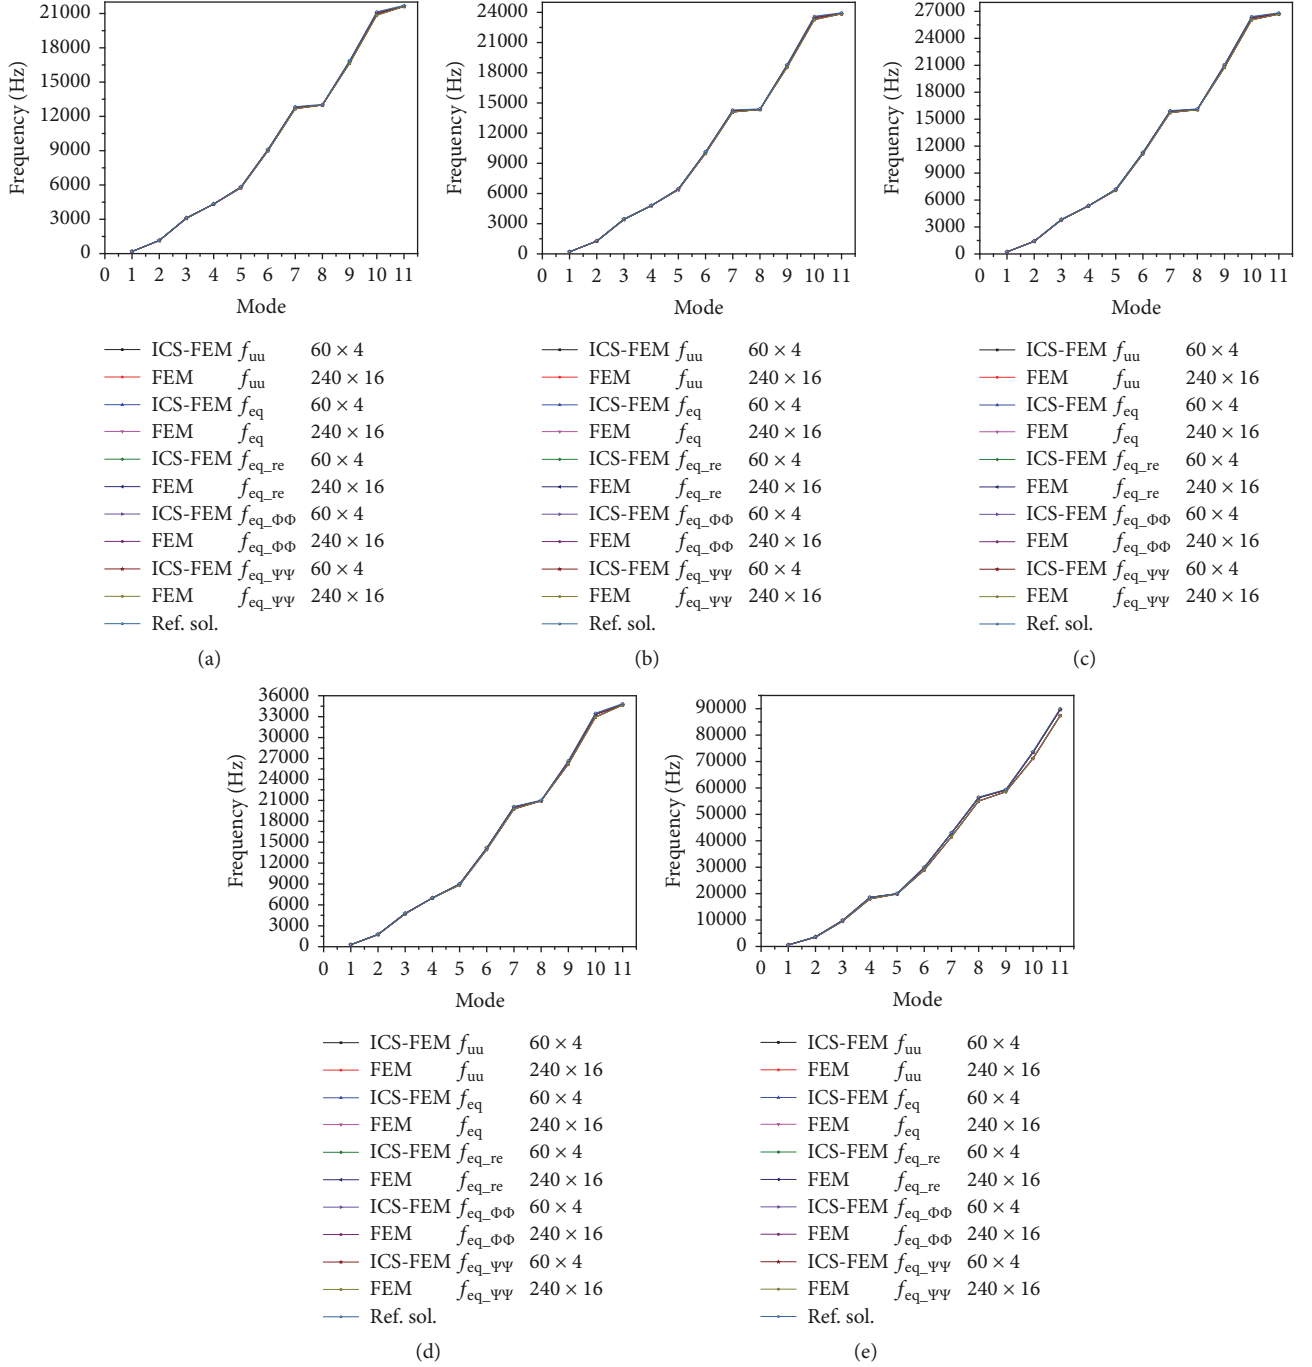 21000
18000
15000
12000
9000
6000
3000
0
Frequency (Hz)
0 1 2 3 4 5 6 7 8 9 10 11
Mode
ICS-FEM f_uu 60 × 4
FEM f_uu 240 × 16
ICS-FEM f_eq 60 × 4
FEM f_eq 240 × 16
ICS-FEM f_eq_re 60 × 4
FEM f_eq_re 240 × 16
ICS-FEM f_eq_ΦΦ 60 × 4
FEM f_eq_ΦΦ 240 × 16
ICS-FEM f_eq_ΨΨ 60 × 4
FEM f_eq_ΨΨ 240 × 16
Ref. sol.
(a)
24000
21000
18000
15000
12000
9000
6000
3000
0
Frequency (Hz)
0 1 2 3 4 5 6 7 8 9 10 11
Mode
ICS-FEM f_uu 60 × 4
FEM f_uu 240 × 16
ICS-FEM f_eq 60 × 4
FEM f_eq 240 × 16
ICS-FEM f_eq_re 60 × 4
FEM f_eq_re 240 × 16
ICS-FEM f_eq_ΦΦ 60 × 4
FEM f_eq_ΦΦ 240 × 16
ICS-FEM f_eq_ΨΨ 60 × 4
FEM f_eq_ΨΨ 240 × 16
Ref. sol.
(b)
27000
24000
21000
18000
15000
12000
9000
6000
3000
0
Frequency (Hz)
0 1 2 3 4 5 6 7 8 9 10 11
Mode
ICS-FEM f_uu 60 × 4
FEM f_uu 240 × 16
ICS-FEM f_eq 60 × 4
FEM f_eq 240 × 16
ICS-FEM f_eq_re 60 × 4
FEM f_eq_re 240 × 16
ICS-FEM f_eq_ΦΦ 60 × 4
FEM f_eq_ΦΦ 240 × 16
ICS-FEM f_eq_ΨΨ 60 × 4
FEM f_eq_ΨΨ 240 × 16
Ref. sol.
(c)
36000
33000
30000
27000
24000
21000
18000
15000
12000
9000
6000
3000
0
Frequency (Hz)
0 1 2 3 4 5 6 7 8 9 10 11
Mode
ICS-FEM f_uu 60 × 4
FEM f_uu 240 × 16
ICS-FEM f_eq 60 × 4
FEM f_eq 240 × 16
ICS-FEM f_eq_re 60 × 4
FEM f_eq_re 240 × 16
ICS-FEM f_eq_ΦΦ 60 × 4
FEM f_eq_ΦΦ 240 × 16
ICS-FEM f_eq_ΨΨ 60 × 4
FEM f_eq_ΨΨ 240 × 16
Ref. sol.
(d)
90000
80000
70000
60000
50000
40000
30000
20000
10000
0
Frequency (Hz)
0 1 2 3 4 5 6 7 8 9 10 11
Mode
ICS-FEM f_uu 60 × 4
FEM f_uu 240 × 16
ICS-FEM f_eq 60 × 4
FEM f_eq 240 × 16
ICS-FEM f_eq_re 60 × 4
FEM f_eq_re 240 × 16
ICS-FEM f_eq_ΦΦ 60 × 4
FEM f_eq_ΦΦ 240 × 16
ICS-FEM f_eq_ΨΨ 60 × 4
FEM f_eq_ΨΨ 240 × 16
Ref. sol.
(e)